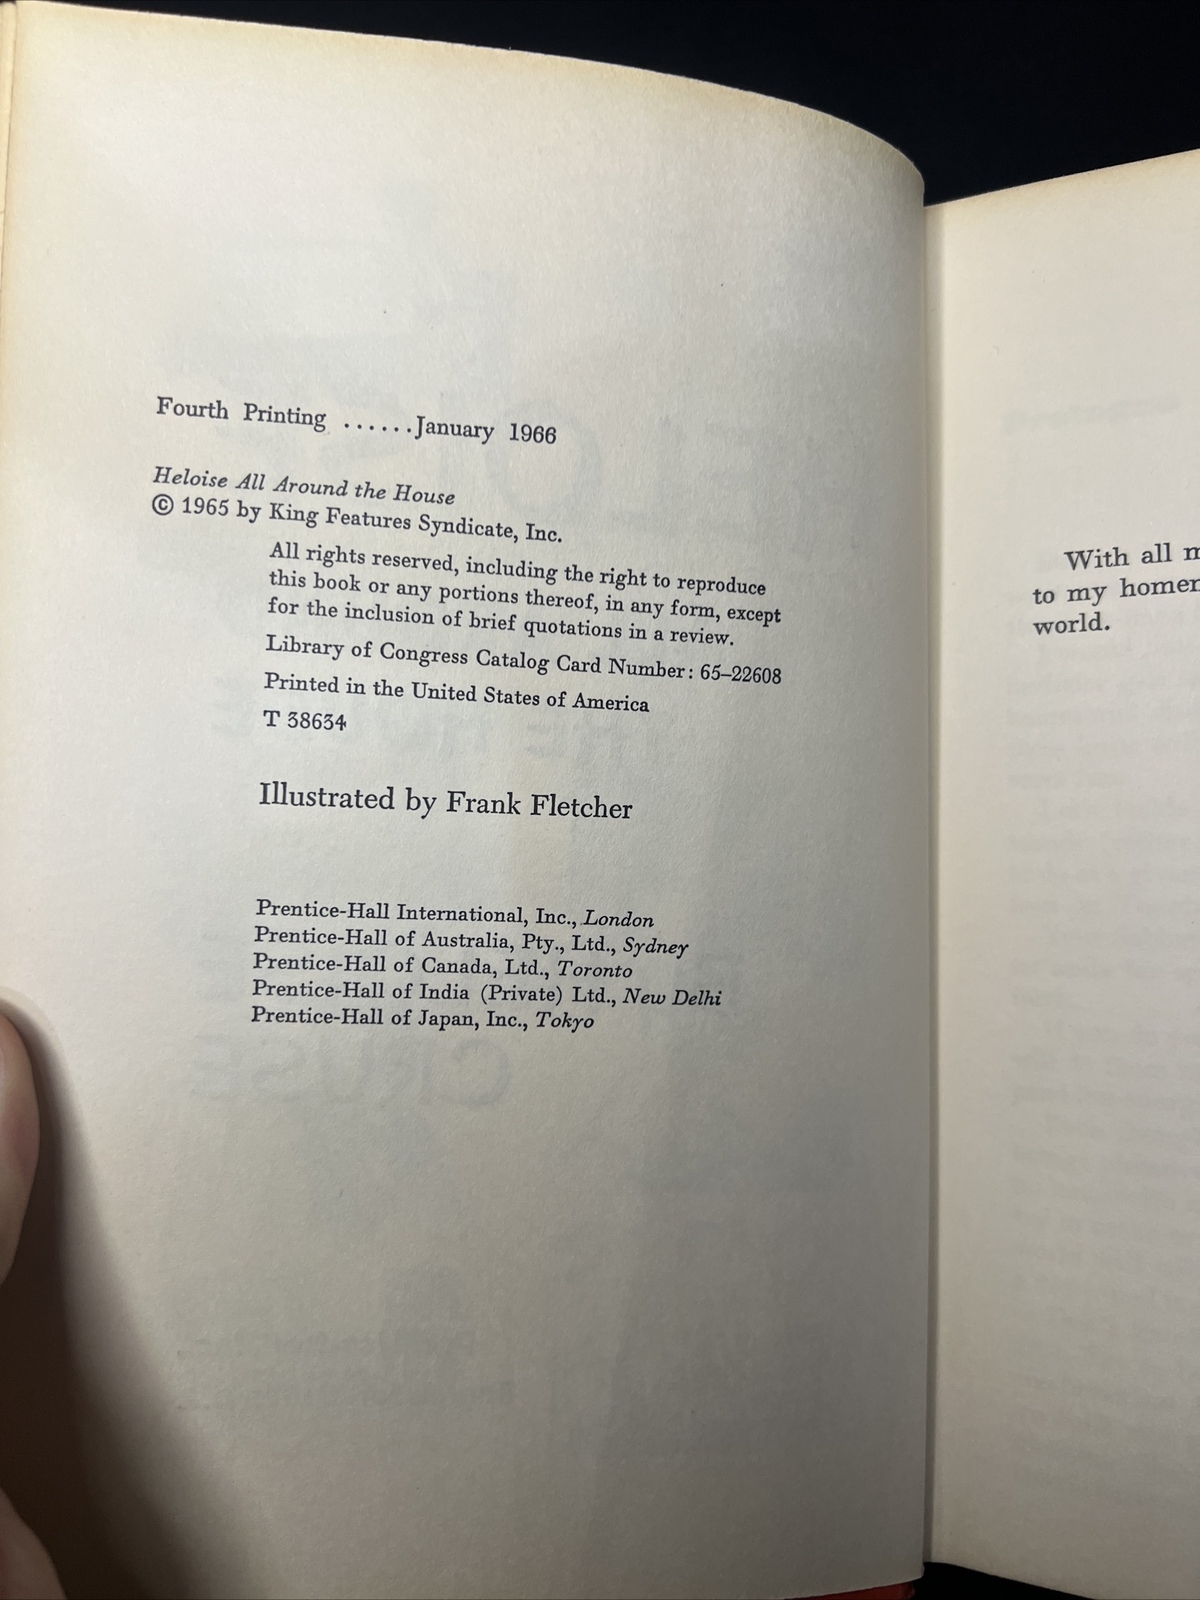 Fourth Printing ......January 1966
Heloise All Around the House
© 1965 by King Features Syndicate, Inc.
All rights reserved, including the right to reproduce
this book or any portions thereof, in any form, except
for the inclusion of brief quotations in a review.
Library of Congress Catalog Card Number: 65–22608
Printed in the United States of America
T 38634
Illustrated by Frank Fletcher
Prentice-Hall International, Inc., London
Prentice-Hall of Australia, Pty., Ltd., Sydney
Prentice-Hall of Canada, Ltd., Toronto
Prentice-Hall of India (Private) Ltd., New Delhi
Prentice-Hall of Japan, Inc., Tokyo
With all
to my
world.